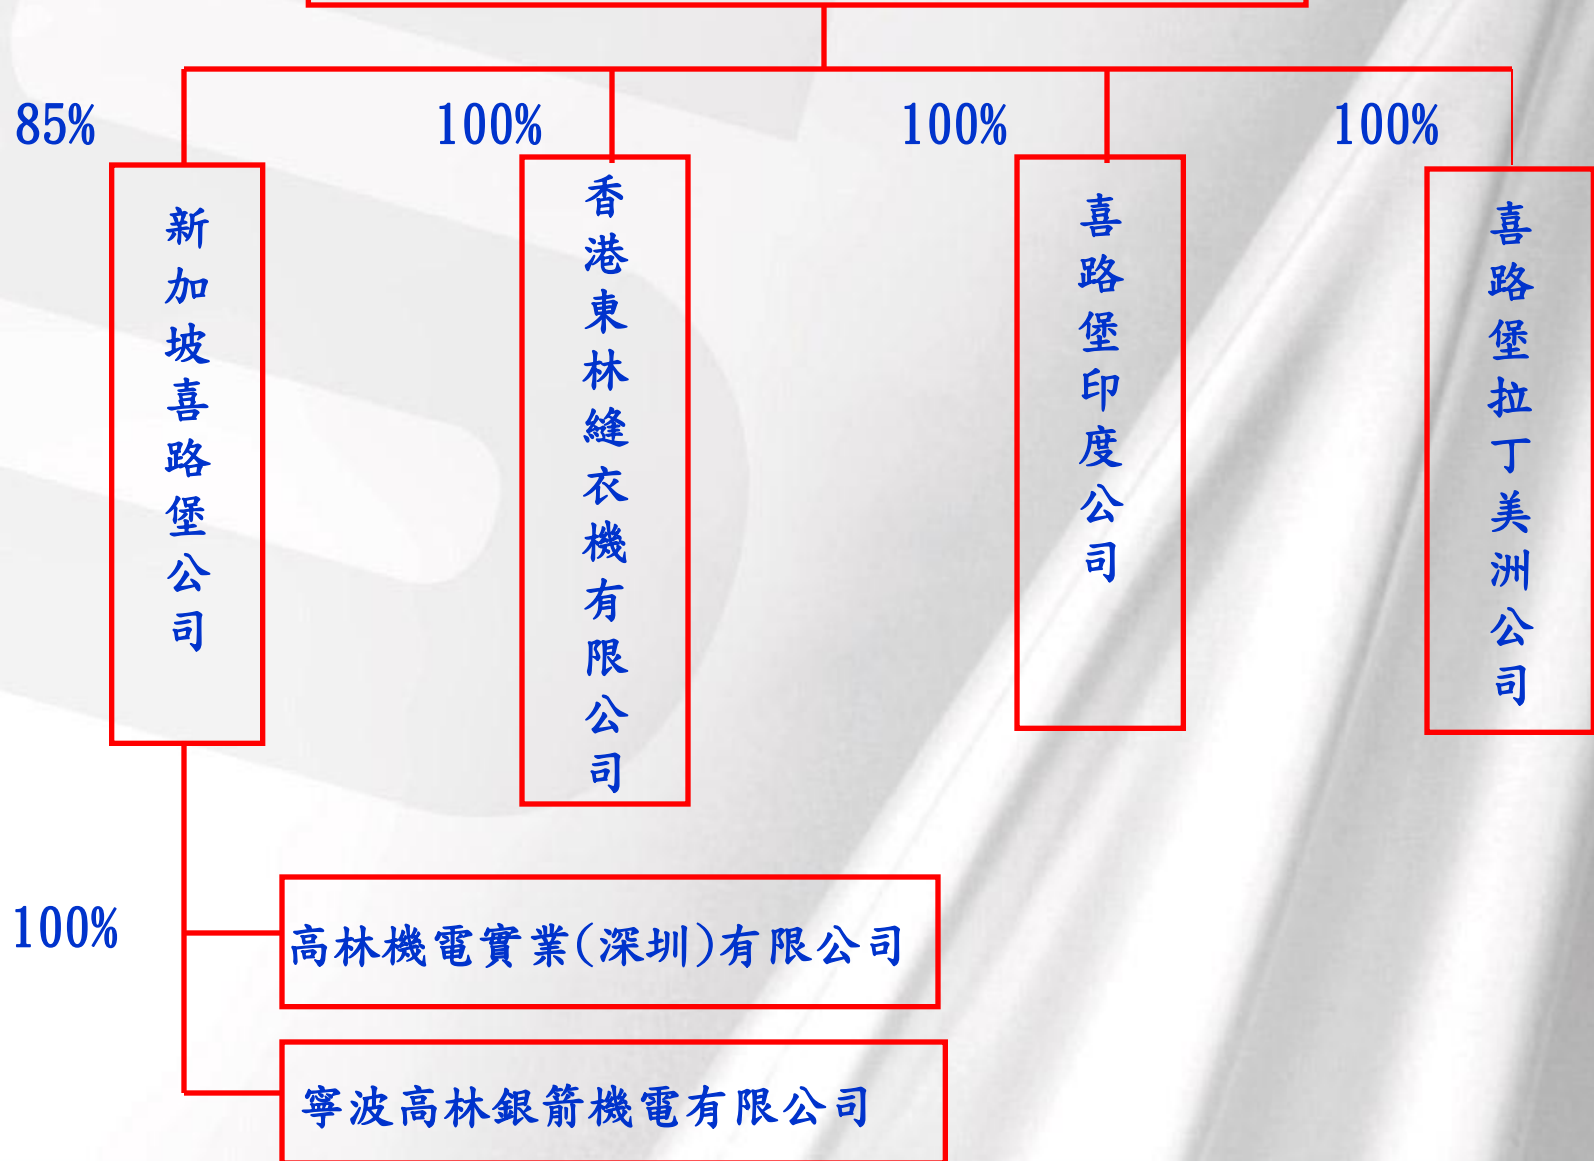 85%
100%
100%
100%
新加坡喜路堡公司
香港東林縫衣機有限公司
喜路堡印度公司
喜路堡拉丁美洲公司
100%
高林機電實業(深圳)有限公司
寧波高林銀箭機電有限公司